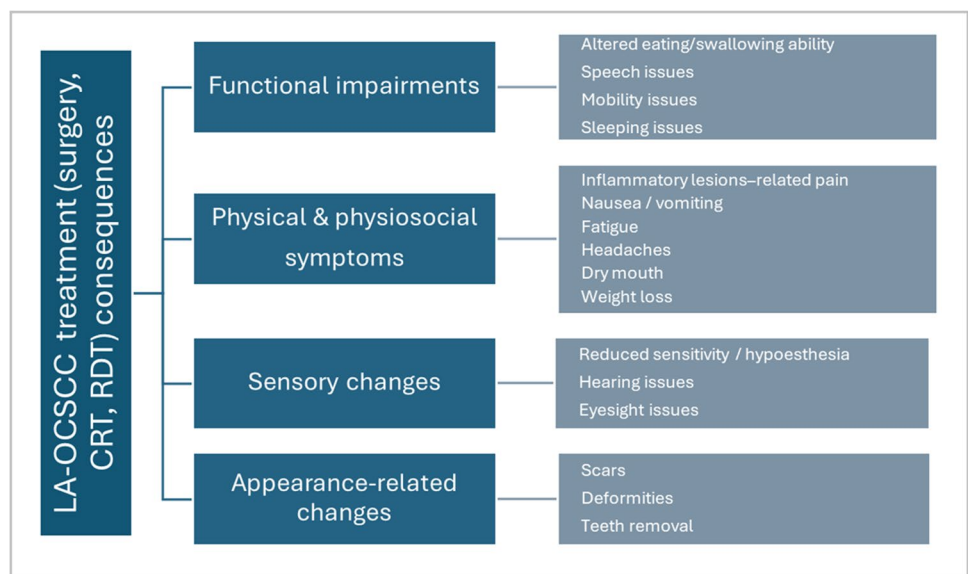 LA-OCSCC treatment (surgery,
CRT, RDT) consequences
Functional impairments
Altered eating/swallowing ability
Speech issues
Mobility issues
Sleeping issues
Physical & physiosocial
symptoms
Inflammatory lesions–related pain
Nausea / vomiting
Fatigue
Headaches
Dry mouth
Weight loss
Sensory changes
Reduced sensitivity / hypoesthesia
Hearing issues
Eyesight issues
Appearance-related
changes
Scars
Deformities
Teeth removal